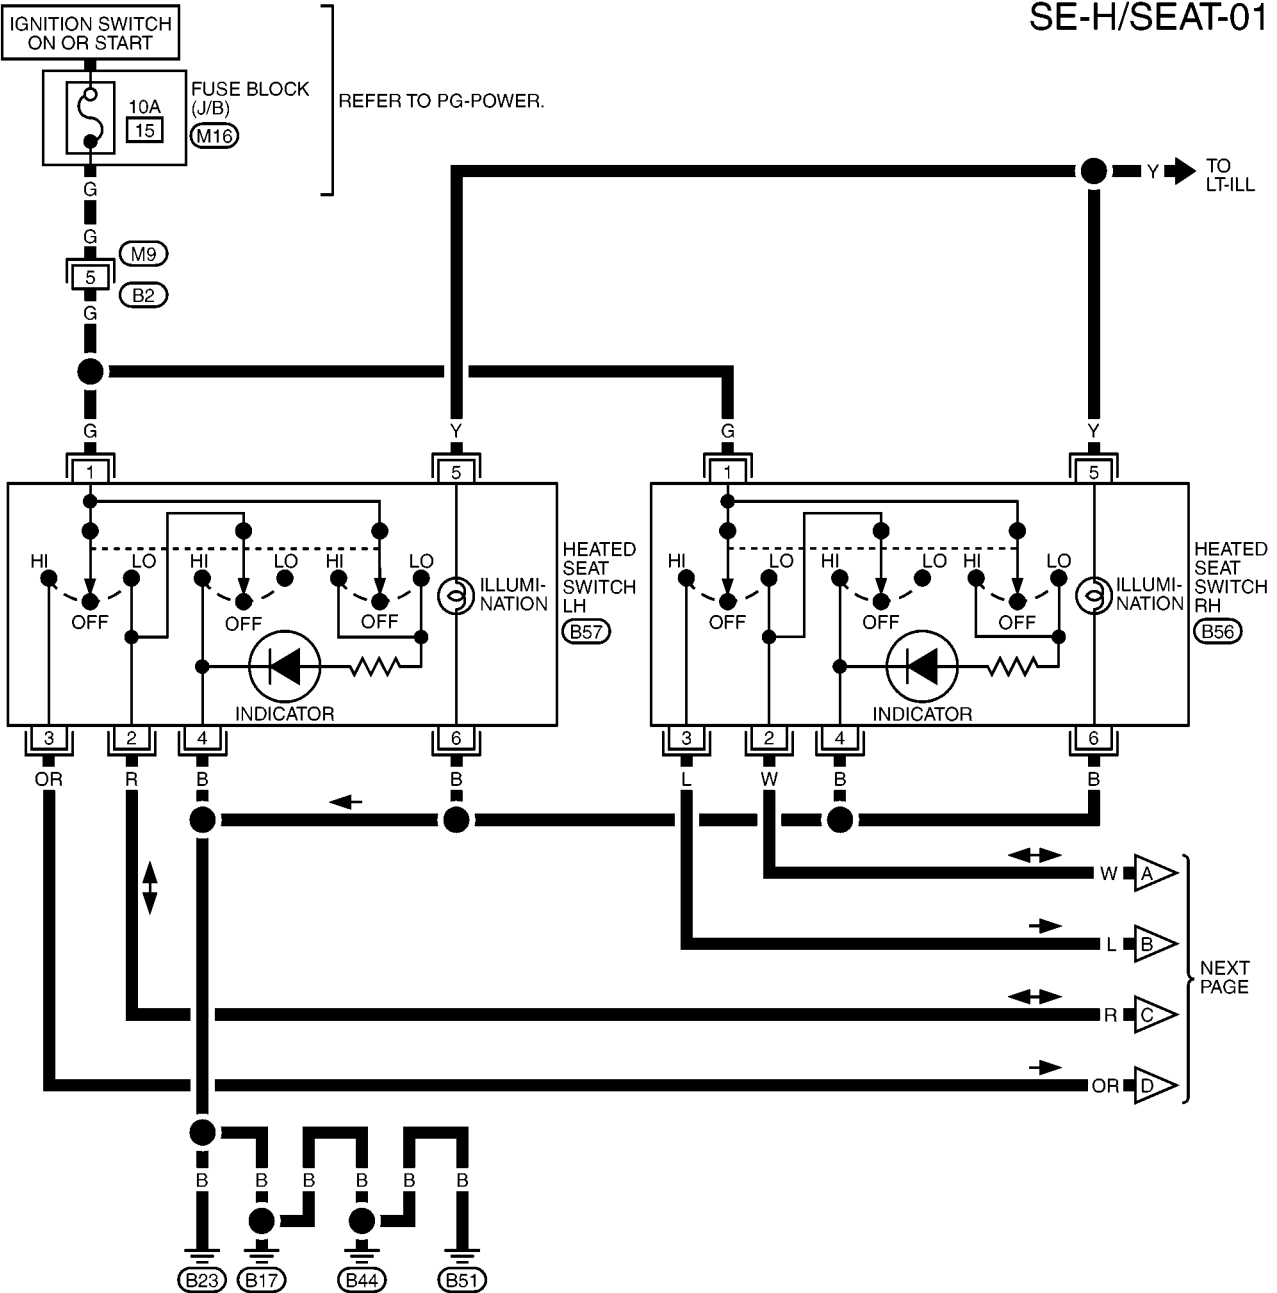 SE-H/SEAT-01
IGNITION SWITCH
ON OR START
10A
15
FUSE BLOCK
(J/B)
M16
REFER TO PG-POWER.
Y
TO
LT-ILL
G
G
M9
5
B2
G
G
Y
G
Y
1
5
1
5
HI
LO
HI
LO
HI
LO
OFF
OFF
OFF
ILLUMI-
NATION
INDICATOR
HEATED
SEAT
SWITCH
LH
B57
HI
LO
HI
LO
HI
LO
OFF
OFF
OFF
ILLUMI-
NATION
INDICATOR
HEATED
SEAT
SWITCH
RH
B56
3
2
4
6
3
2
4
6
OR
R
B
B
L
W
B
B
W
A
L
B
R
C
OR
D
NEXT
PAGE
B
B
B
B
B
B
B23
B17
B44
B51